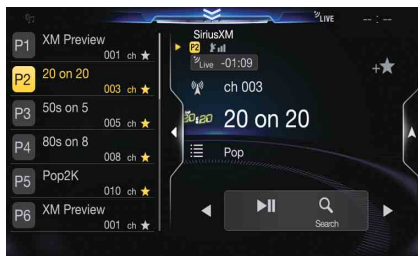 LIVE
-- : --
P1 XM Preview
001 ch
P2 20 on 20
003 ch
P3 50s on 5
005 ch
P4 80s on 8
008 ch
P5 Pop2K
010 ch
P6 XM Preview
001 ch
SiriusXM
P2
Live -01:09
ch 003
20on20
20 on 20
Pop
Search